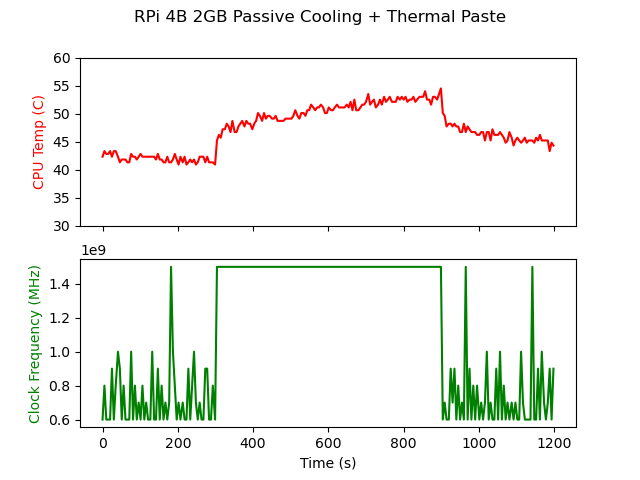 RPi 4B 2GB Passive Cooling + Thermal Paste
60
55
50
45
40
35
30
CPU Temp (C)
1e9
1.4
1.2
1.0
0.8
0.6
Clock Frequency (MHz)
0 200 400 600 800 1000 1200
Time (s)